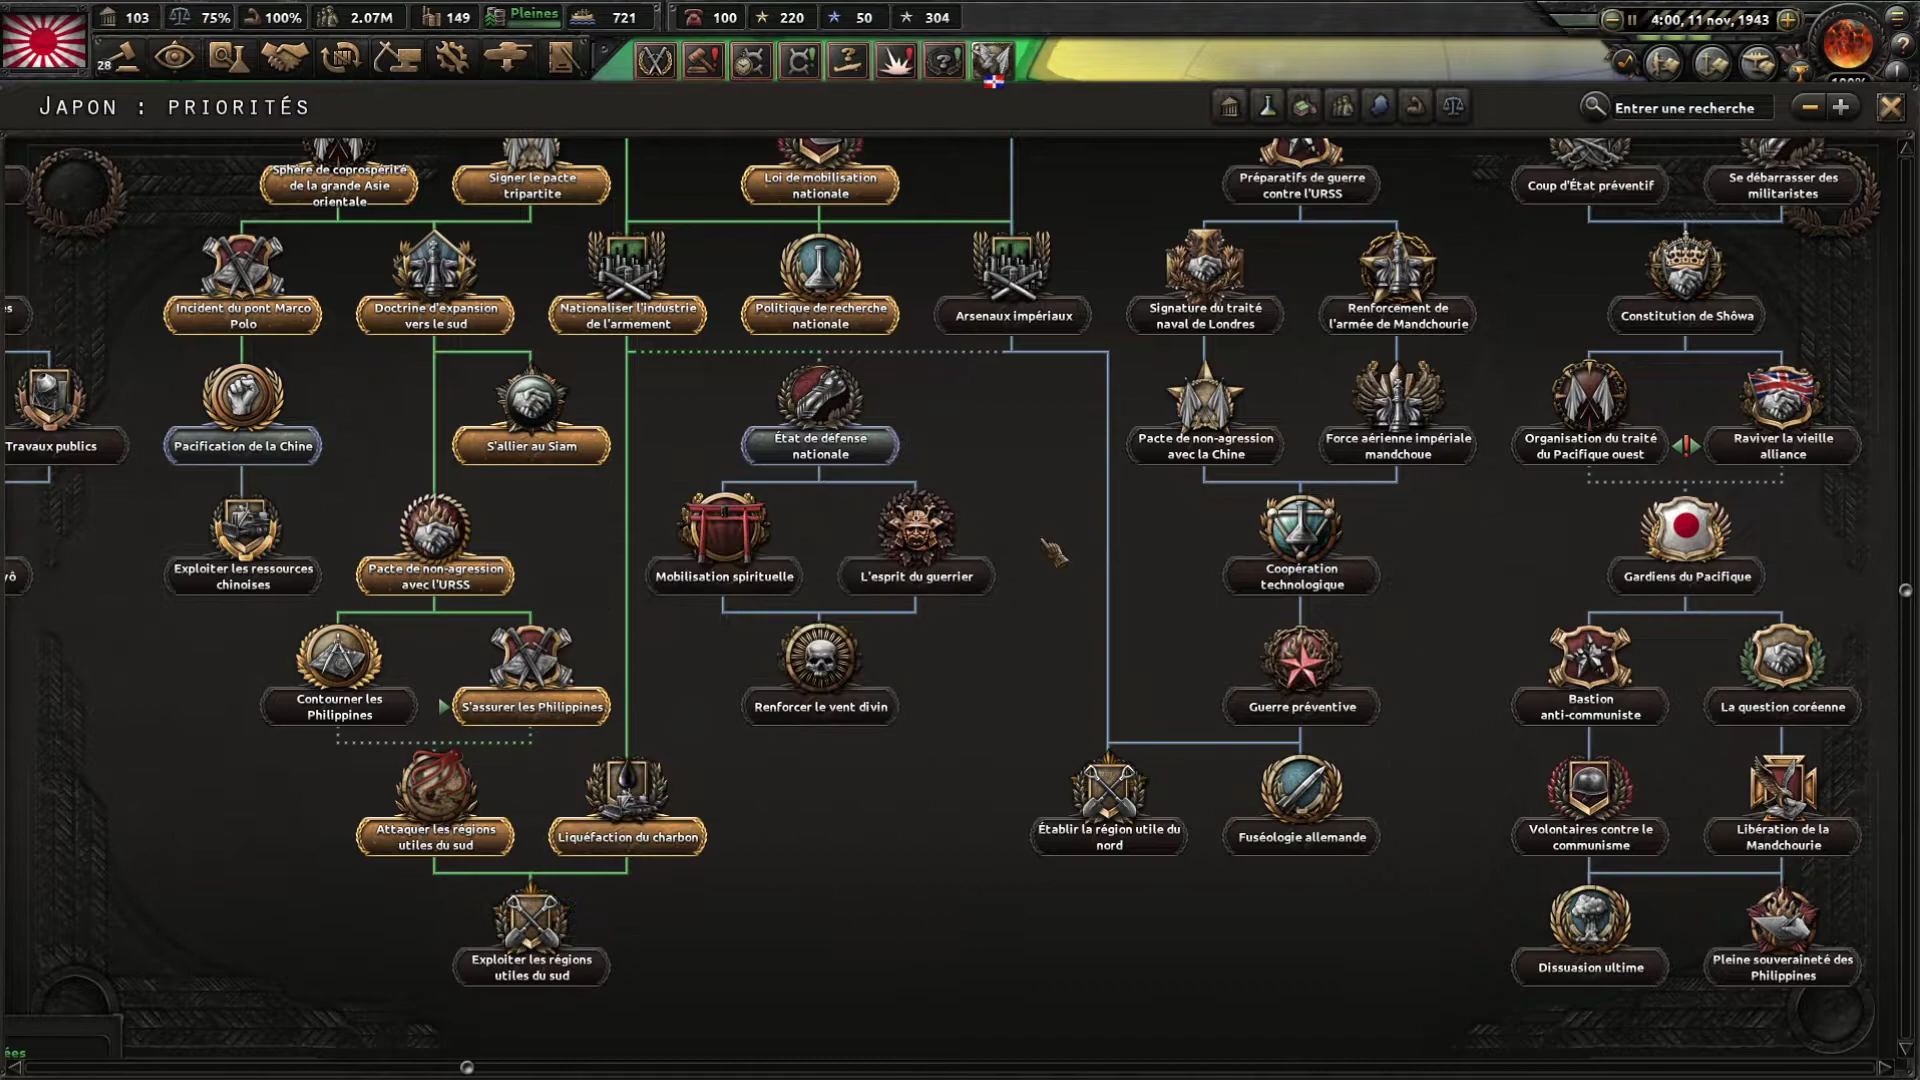 103
75%
100%
2.07M
149
Pleines
721
100
220
50
304
4:00, 11 nov, 1943
28
Japon : priorités
Entrer une recherche
Sphère de coprospérité
de la grande Asie
orientale
Signer le pacte
tripartite
Loi de mobilisation
nationale
Préparatifs de guerre
contre l'URSS
Coup d'État préventif
Se débarrasser des
militaristes
es
Incident du pont Marco
Polo
Doctrine d'expansion
vers le sud
Nationaliser l'industrie
de l'armement
Politique de recherche
nationale
Arsenaux impériaux
Signature du traité
naval de Londres
Renforcement de
l'armée de Mandchourie
Constitution de Shôwa
Travaux publics
Pacification de la Chine
S'allier au Siam
État de défense
nationale
Pacte de non-agression
avec la Chine
Force aérienne impériale
mandchoue
Organisation du traité
du Pacifique ouest
Raviver la vieille
alliance
vô
Exploiter les ressources
chinoises
Pacte de non-agression
avec l'URSS
Mobilisation spirituelle
L'esprit du guerrier
Coopération
technologique
Gardiens du Pacifique
Contourner les
Philippines
S'assurer les Philippines
Renforcer le vent divin
Guerre préventive
Bastion
anti-communiste
La question coréenne
Attaquer les régions
utiles du sud
Liquéfaction du charbon
Établir la région utile du
nord
Fuséologie allemande
Volontaires contre le
communisme
Libération de la
Mandchourie
Exploiter les régions
utiles du sud
Dissuasion ultime
Pleine souveraineté des
Philippines
ées